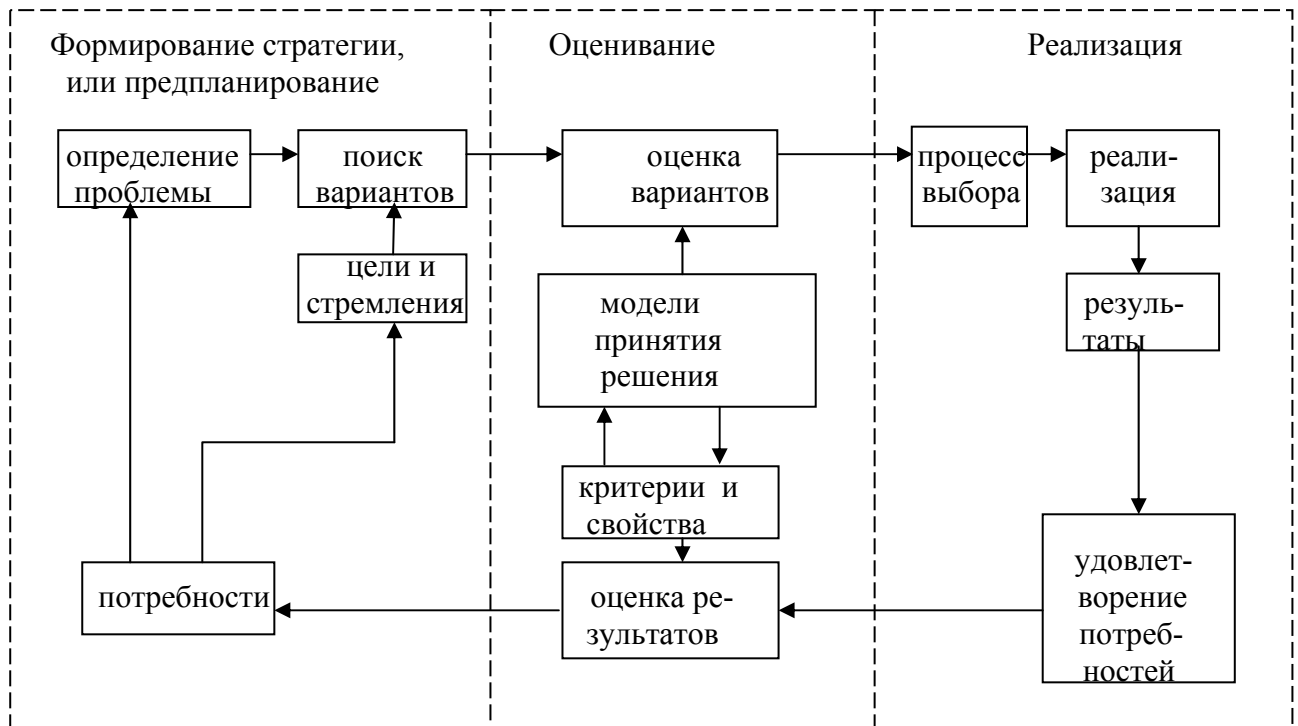 Формирование стратегии,
или предпланирование
Оценивание
Реализация
определение
проблемы
поиск
вариантов
оценка
вариантов
процесс
выбора
реали-
зация
цели и
стремления
модели
принятия
решения
резуль-
таты
критерии и
свойства
потребности
оценка ре-
зультатов
удовлет-
ворение
потреб-
ностей